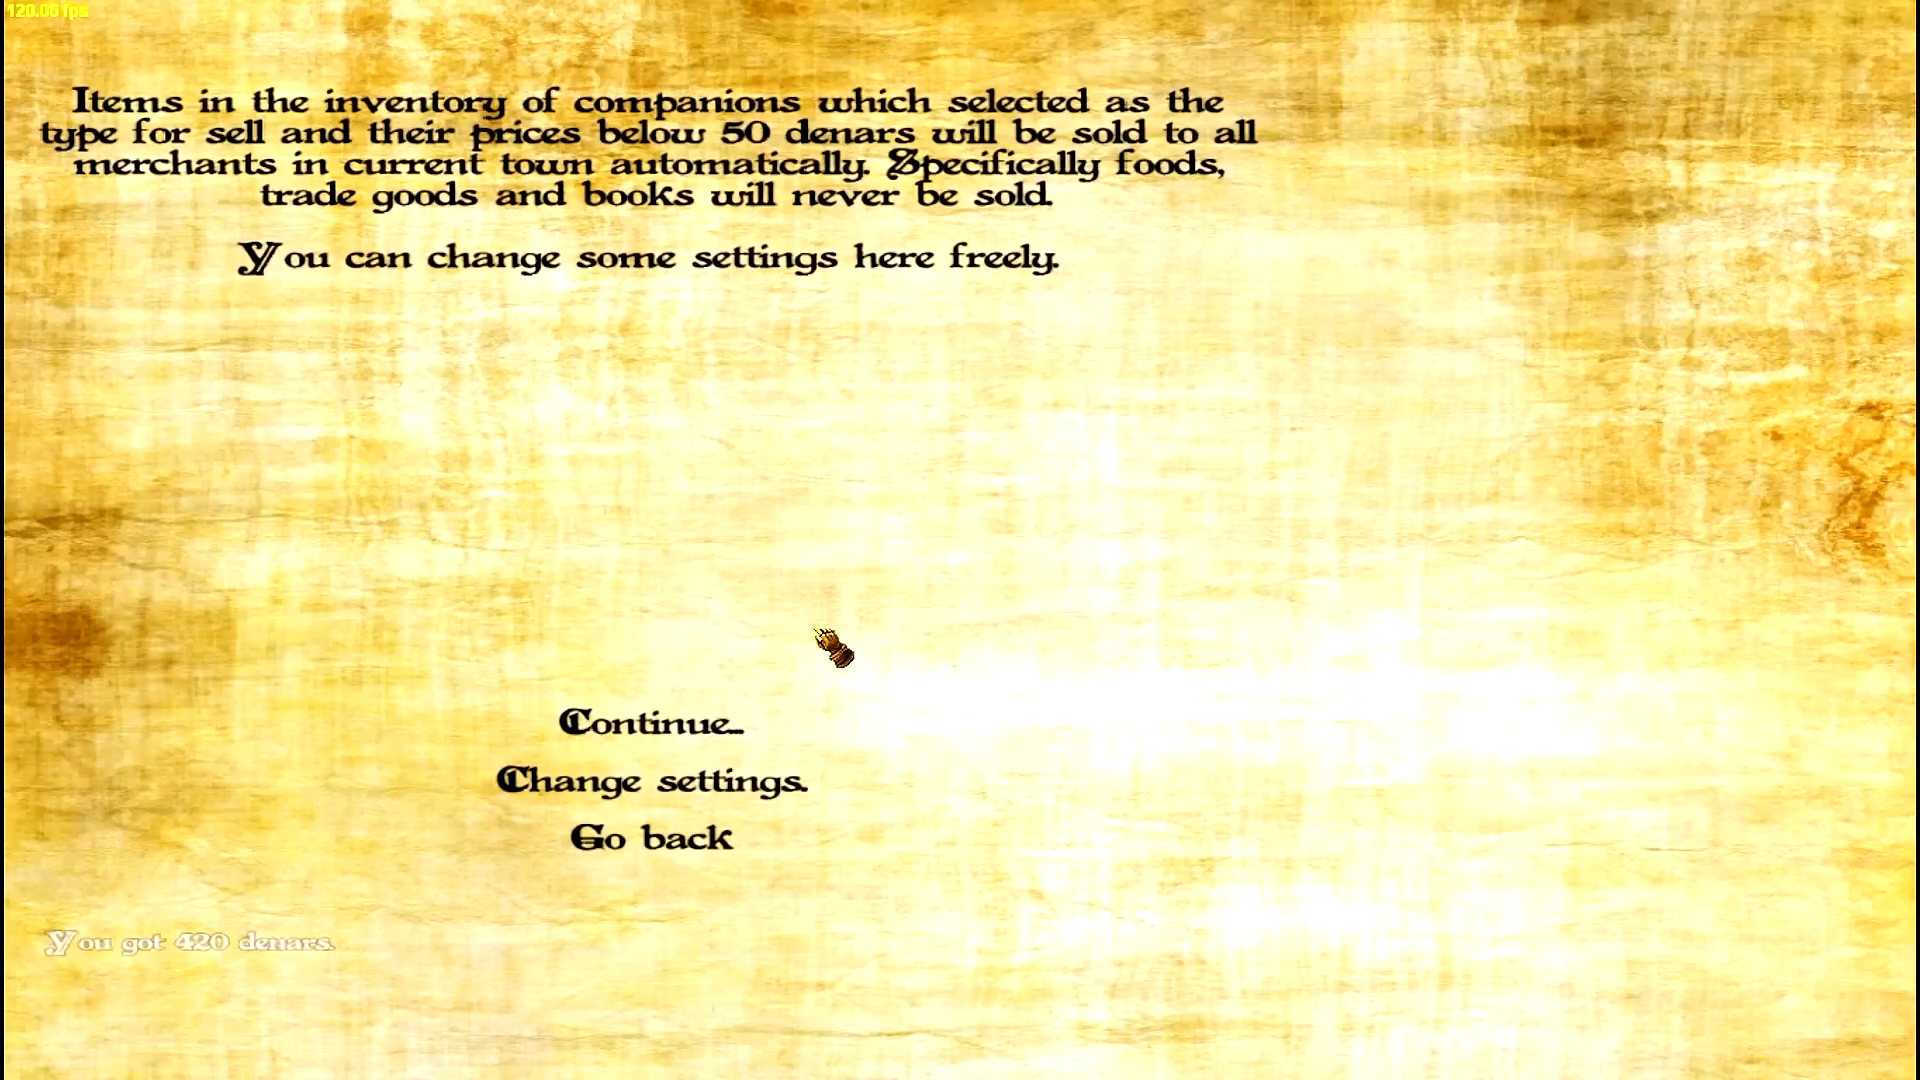 120.06 fps
Items in the inventory of companions which selected as the
type for sell and their prices below 50 denars will be sold to all
merchants in current town automatically. Specifically foods,
trade goods and books will never be sold.
You can change some settings here freely.
Continue...
Change settings.
Go back
You got 420 denars.